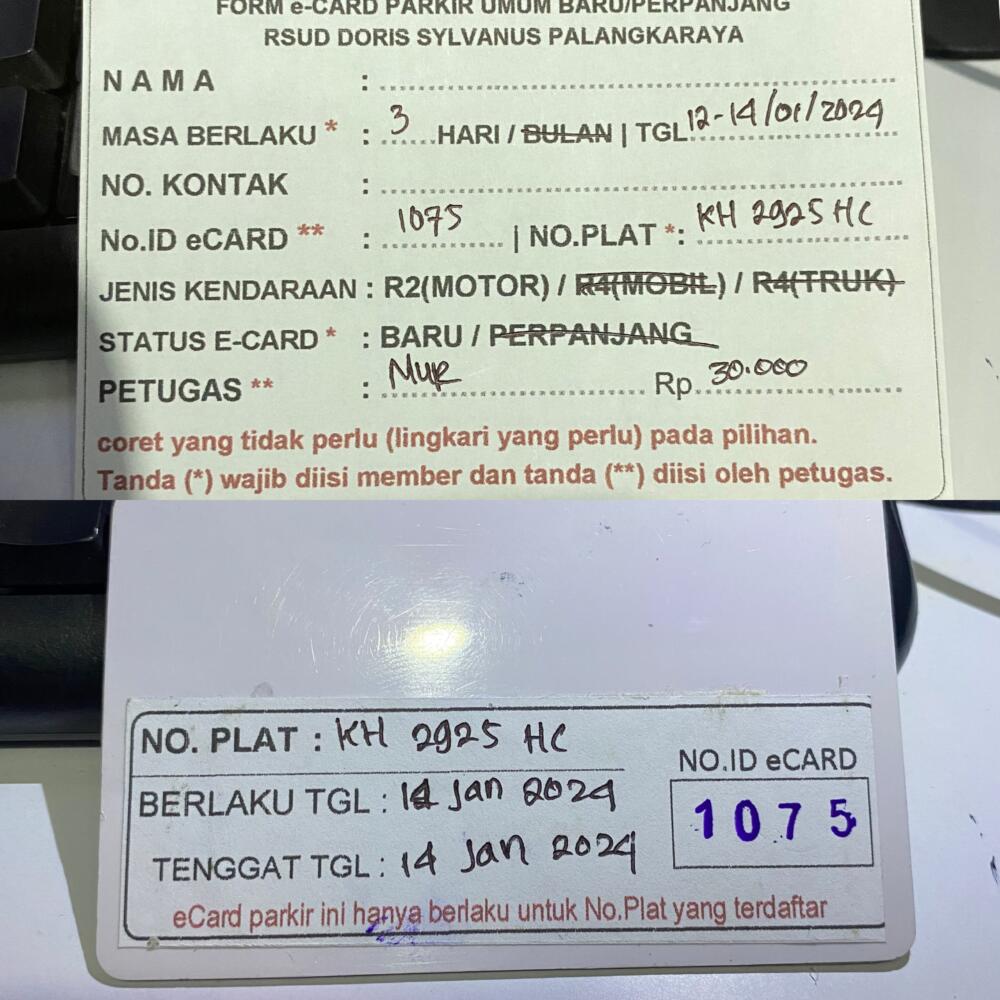 FORM e-CARD PARKIR UMUM BARU/PERPANJANG
RSUD DORIS SYLVANUS PALANGKARAYA
NAMA :
MASA BERLAKU * : 3 HARI / BULAN | TGL 12-14/01/2024
NO. KONTAK :
No.ID eCARD ** : 1075 | NO.PLAT *: KH 2925 HC
JENIS KENDARAAN : R2(MOTOR) / R4(MOBIL) / R4(TRUK)
STATUS E-CARD * : BARU / PERPANJANG
PETUGAS ** : Rp 30.000
coret yang tidak perlu (lingkari yang perlu) pada pilihan.
Tanda (*) wajib diisi member dan tanda (**) diisi oleh petugas.
NO. PLAT : KH 2925 HC
NO.ID eCARD
BERLAKU TGL : Jan 2024
1075
TENGGAT TGL : 14 Jan 2024
eCard parkir ini hanya berlaku untuk No.Plat yang terdaftar